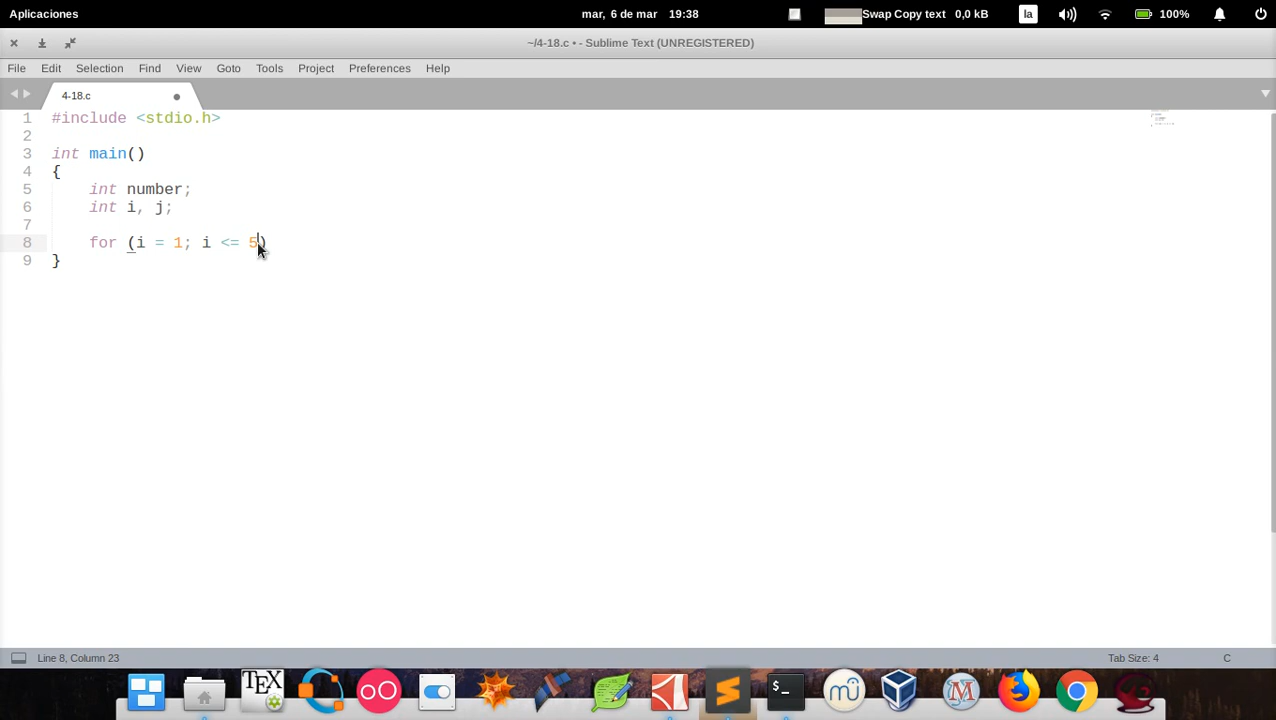 Aplicaciones mar, 6 de mar 19:38 Swap Copy text 0,0 kB la 100%
~/4-18.c • - Sublime Text (UNREGISTERED)
File Edit Selection Find View Goto Tools Project Preferences Help
4-18.c
1 #include <stdio.h>
2
3 int main()
4 {
5 int number;
6 int i, j;
7
8 for (i = 1; i <= 5)
9 }
Line 8, Column 23 Tab Size: 4 C
TEX >_ mü M